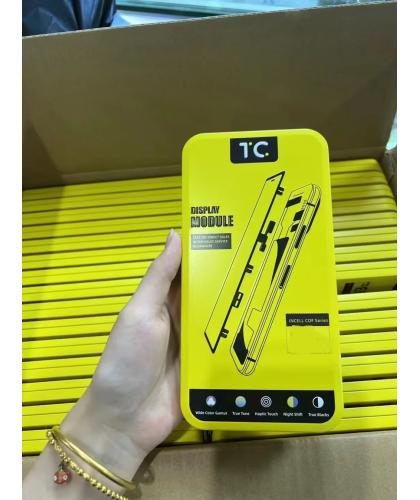 TC
DISPLAY
MODULE
INCELL COF Series
Wide Color Gamut
True Tone
Haptic Touch
Night Shift
True Blacks